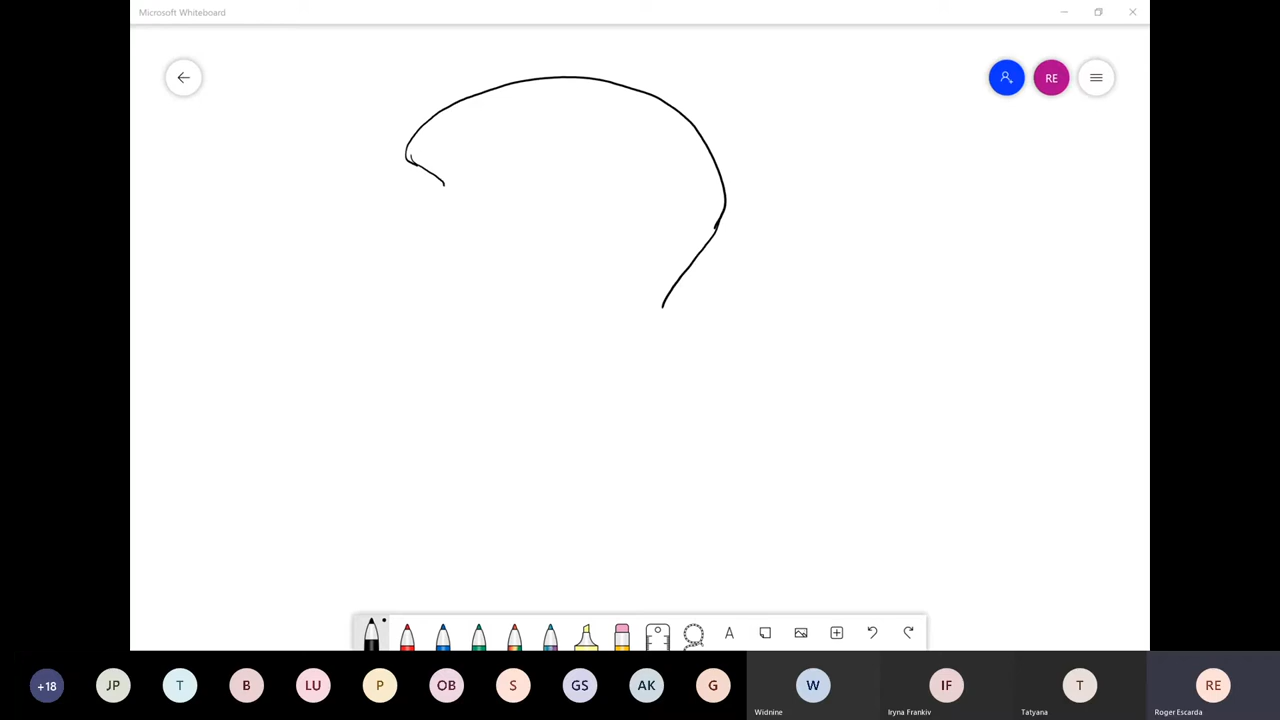 Microsoft Whiteboard
RE
A
+18
JP
T
B
LU
P
OB
S
GS
AK
G
W
IF
T
RE
Widnine
Iryna Frankiv
Tatyana
Roger Escarda